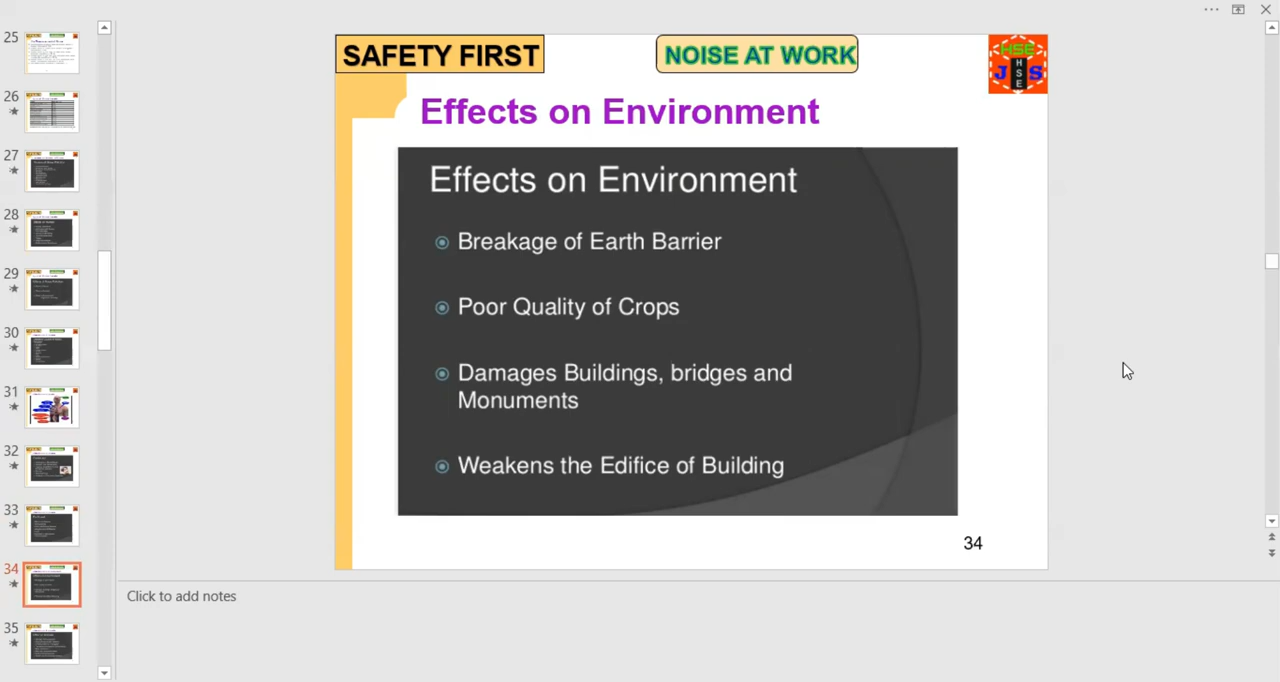 SAFETY FIRST
NOISE AT WORK
HSE
J S
H
S
E
Effects on Environment
Effects on Environment
Breakage of Earth Barrier
Poor Quality of Crops
Damages Buildings, bridges and
Monuments
Weakens the Edifice of Building
34
Click to add notes
25
26
27
28
29
30
31
32
33
34
35